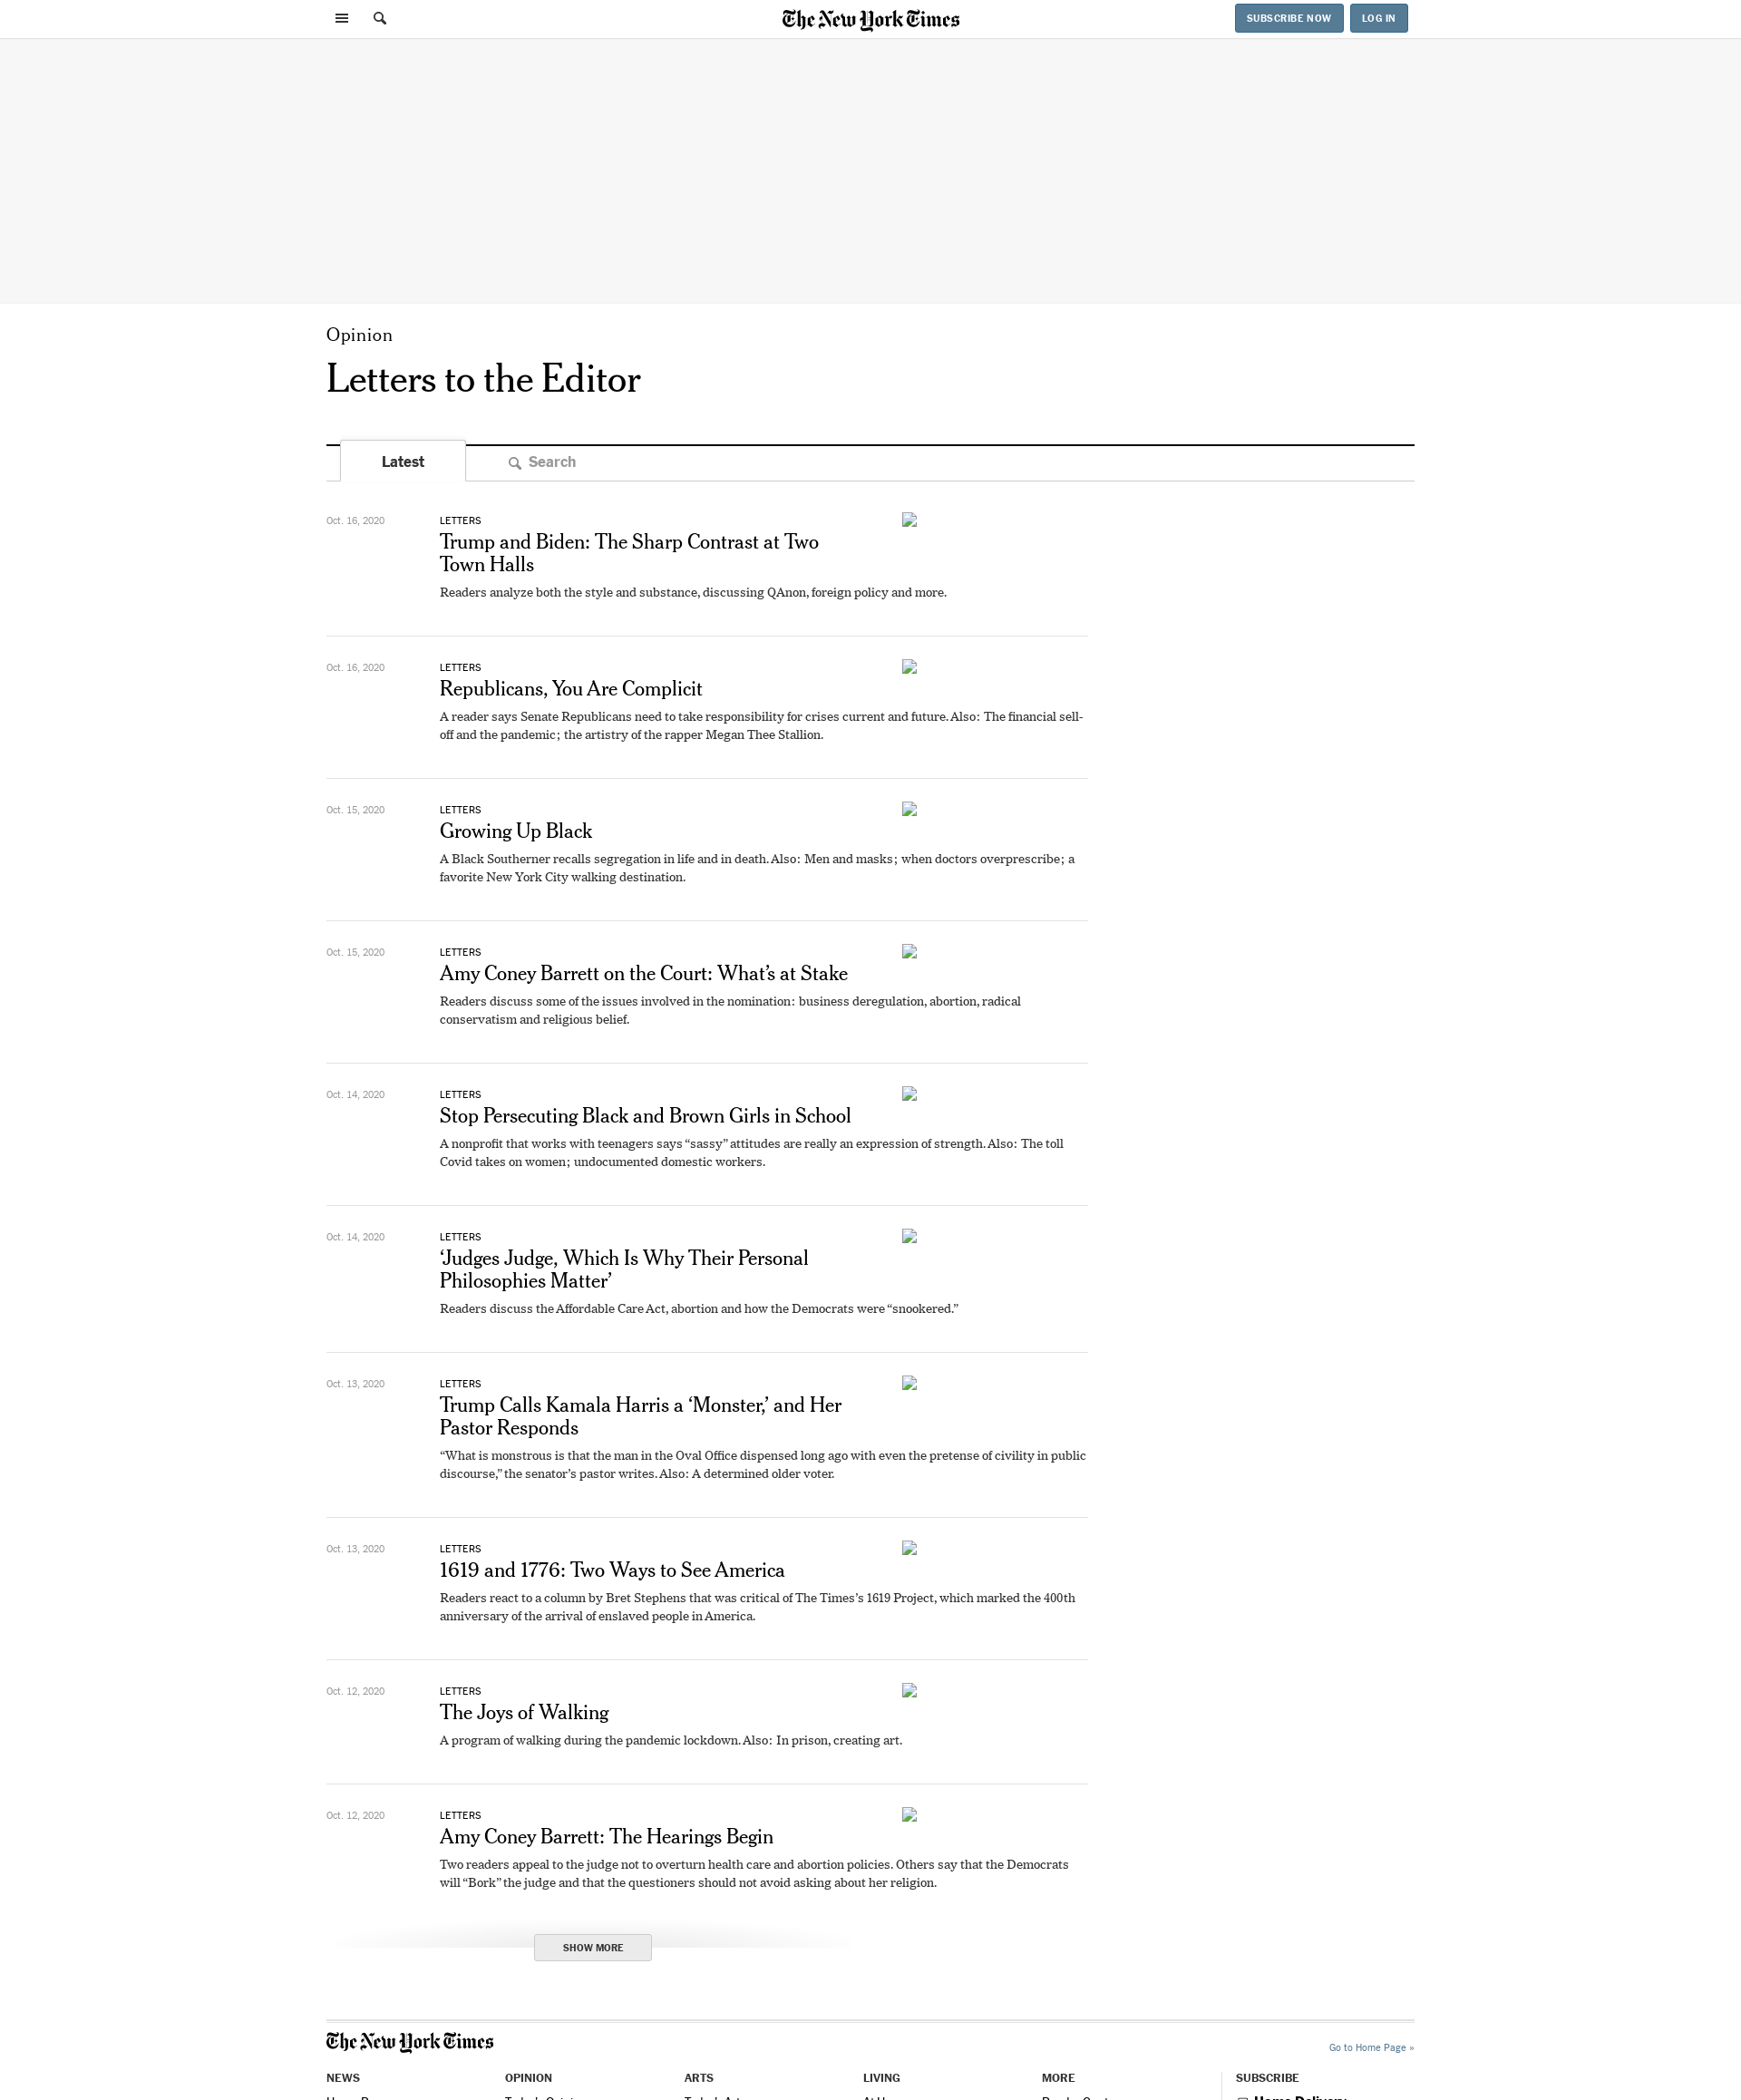 The New York Times
SUBSCRIBE NOW
LOG IN
Opinion
Letters to the Editor
Latest
Search
Oct. 16, 2020
LETTERS
Trump and Biden: The Sharp Contrast at Two
Town Halls
Readers analyze both the style and substance, discussing QAnon, foreign policy and more.
Oct. 16, 2020
LETTERS
Republicans, You Are Complicit
A reader says Senate Republicans need to take responsibility for crises current and future. Also: The financial sell-
off and the pandemic; the artistry of the rapper Megan Thee Stallion.
Oct. 15, 2020
LETTERS
Growing Up Black
A Black Southerner recalls segregation in life and in death. Also: Men and masks; when doctors overprescribe; a
favorite New York City walking destination.
Oct. 15, 2020
LETTERS
Amy Coney Barrett on the Court: What’s at Stake
Readers discuss some of the issues involved in the nomination: business deregulation, abortion, radical
conservatism and religious belief.
Oct. 14, 2020
LETTERS
Stop Persecuting Black and Brown Girls in School
A nonprofit that works with teenagers says “sassy” attitudes are really an expression of strength. Also: The toll
Covid takes on women; undocumented domestic workers.
Oct. 14, 2020
LETTERS
‘Judges Judge, Which Is Why Their Personal
Philosophies Matter’
Readers discuss the Affordable Care Act, abortion and how the Democrats were “snookered.”
Oct. 13, 2020
LETTERS
Trump Calls Kamala Harris a ‘Monster,’ and Her
Pastor Responds
“What is monstrous is that the man in the Oval Office dispensed long ago with even the pretense of civility in public
discourse,” the senator’s pastor writes. Also: A determined older voter.
Oct. 13, 2020
LETTERS
1619 and 1776: Two Ways to See America
Readers react to a column by Bret Stephens that was critical of The Times’s 1619 Project, which marked the 400th
anniversary of the arrival of enslaved people in America.
Oct. 12, 2020
LETTERS
The Joys of Walking
A program of walking during the pandemic lockdown. Also: In prison, creating art.
Oct. 12, 2020
LETTERS
Amy Coney Barrett: The Hearings Begin
Two readers appeal to the judge not to overturn health care and abortion policies. Others say that the Democrats
will “Bork” the judge and that the questioners should not avoid asking about her religion.
SHOW MORE
The New York Times
Go to Home Page »
NEWS
OPINION
ARTS
LIVING
MORE
SUBSCRIBE
Home Delivery